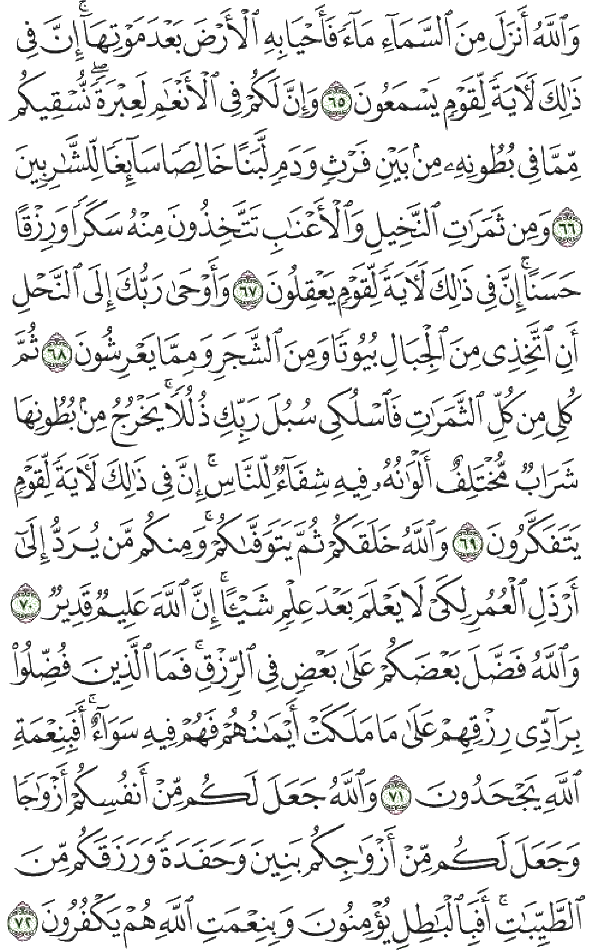 وَٱللَّهُ أَنزَلَ مِنَ ٱلسَّمَآءِ مَآءً فَأَحْيَا بِهِ ٱلْأَرْضَ بَعْدَ مَوْتِهَآ ۚ إِنَّ فِى
ذَٰلِكَ لَءَايَةً لِّقَوْمٍ يَسْمَعُونَ ٦٥ وَإِنَّ لَكُمْ فِى ٱلْأَنْعَٰمِ لَعِبْرَةً ۖ نُّسْقِيكُم
مِّمَّا فِى بُطُونِهِۦ مِنۢ بَيْنِ فَرْثٍ وَدَمٍ لَّبَنًا خَالِصًا سَآئِغًا لِّلشَّٰرِبِينَ
٦٦ وَمِن ثَمَرَٰتِ ٱلنَّخِيلِ وَٱلْأَعْنَٰبِ تَتَّخِذُونَ مِنْهُ سَكَرًا وَرِزْقًا
حَسَنًا ۗ إِنَّ فِى ذَٰلِكَ لَءَايَةً لِّقَوْمٍ يَعْقِلُونَ ٦٧ وَأَوْحَىٰ رَبُّكَ إِلَى ٱلنَّحْلِ
أَنِ ٱتَّخِذِى مِنَ ٱلْجِبَالِ بُيُوتًا وَمِنَ ٱلشَّجَرِ وَمِمَّا يَعْرِشُونَ ٦٨ ثُمَّ
كُلِى مِن كُلِّ ٱلثَّمَرَٰتِ فَٱسْلُكِى سُبُلَ رَبِّكِ ذُلُلًا ۚ يَخْرُجُ مِنۢ بُطُونِهَا
شَرَابٌ مُّخْتَلِفٌ أَلْوَٰنُهُۥ فِيهِ شِفَآءٌ لِّلنَّاسِ ۗ إِنَّ فِى ذَٰلِكَ لَءَايَةً لِّقَوْمٍ
يَتَفَكَّرُونَ ٦٩ وَٱللَّهُ خَلَقَكُمْ ثُمَّ يَتَوَفَّىٰكُمْ ۚ وَمِنكُم مَّن يُرَدُّ إِلَىٰٓ
أَرْذَلِ ٱلْعُمُرِ لِكَىْ لَا يَعْلَمَ بَعْدَ عِلْمٍ شَيْـًٔا ۚ إِنَّ ٱللَّهَ عَلِيمٌ قَدِيرٌ ٧٠
وَٱللَّهُ فَضَّلَ بَعْضَكُمْ عَلَىٰ بَعْضٍ فِى ٱلرِّزْقِ ۚ فَمَا ٱلَّذِينَ فُضِّلُوا۟
بِرَآدِّى رِزْقِهِمْ عَلَىٰ مَا مَلَكَتْ أَيْمَٰنُهُمْ فَهُمْ فِيهِ سَوَآءٌ ۚ أَفَبِنِعْمَةِ
ٱللَّهِ يَجْحَدُونَ ٧١ وَٱللَّهُ جَعَلَ لَكُم مِّنْ أَنفُسِكُمْ أَزْوَٰجًا
وَجَعَلَ لَكُم مِّنْ أَزْوَٰجِكُم بَنِينَ وَحَفَدَةً وَرَزَقَكُم مِّنَ
ٱلطَّيِّبَٰتِ ۚ أَفَبِٱلْبَٰطِلِ يُؤْمِنُونَ وَبِنِعْمَتِ ٱللَّهِ هُمْ يَكْفُرُونَ ٧٢